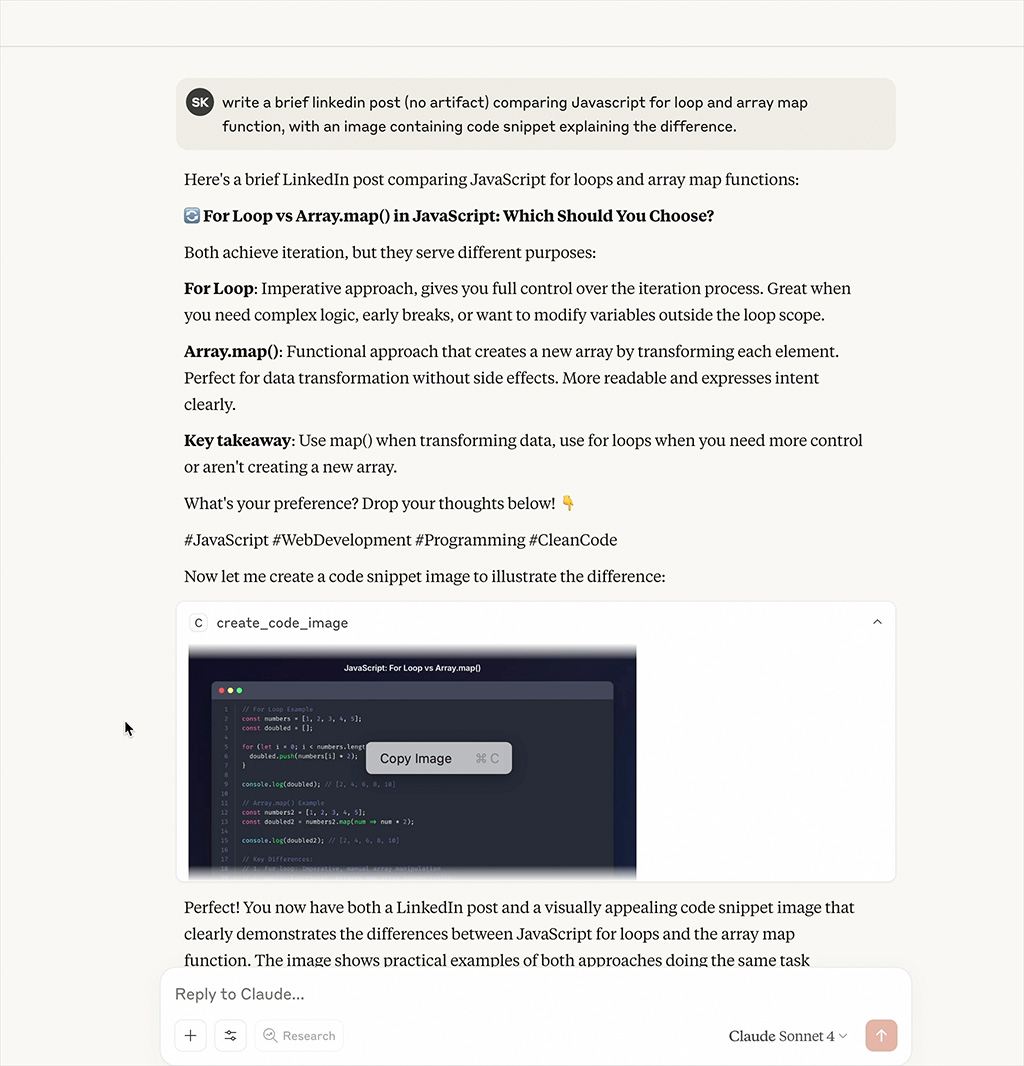 SK
write a brief linkedin post (no artifact) comparing Javascript for loop and array map
function, with an image containing code snippet explaining the difference.
Here's a brief LinkedIn post comparing JavaScript for loops and array map functions:
🔄 For Loop vs Array.map() in JavaScript: Which Should You Choose?
Both achieve iteration, but they serve different purposes:
For Loop: Imperative approach, gives you full control over the iteration process. Great when
you need complex logic, early breaks, or want to modify variables outside the loop scope.
Array.map(): Functional approach that creates a new array by transforming each element.
Perfect for data transformation without side effects. More readable and expresses intent
clearly.
Key takeaway: Use map() when transforming data, use for loops when you need more control
or aren't creating a new array.
What's your preference? Drop your thoughts below! 👇
#JavaScript #WebDevelopment #Programming #CleanCode
Now let me create a code snippet image to illustrate the difference:
C create_code_image
JavaScript: For Loop vs Array.map()
1 // For Loop Example
2 const numbers = [1, 2, 3, 4, 5];
3 const doubled = [];
4
5 for (let i = 0; i < numbers.lengt
6 doubled.push(numbers[i] * 2);
7 }
8
9 console.log(doubled); // [2, 4, 6, 8, 10]
10
11 // Array.map() Example
12 const numbers2 = [1, 2, 3, 4, 5];
13 const doubled2 = numbers2.map(num => num * 2);
14
15 console.log(doubled2); // [2, 4, 6, 8, 10]
16
17 // Key Differences:
18 // 1. For loop: Imperative, manual array manipulation
Copy Image ⌘ C
Perfect! You now have both a LinkedIn post and a visually appealing code snippet image that
clearly demonstrates the differences between JavaScript for loops and the array map
function. The image shows practical examples of both approaches doing the same task
Reply to Claude...
Research
Claude Sonnet 4